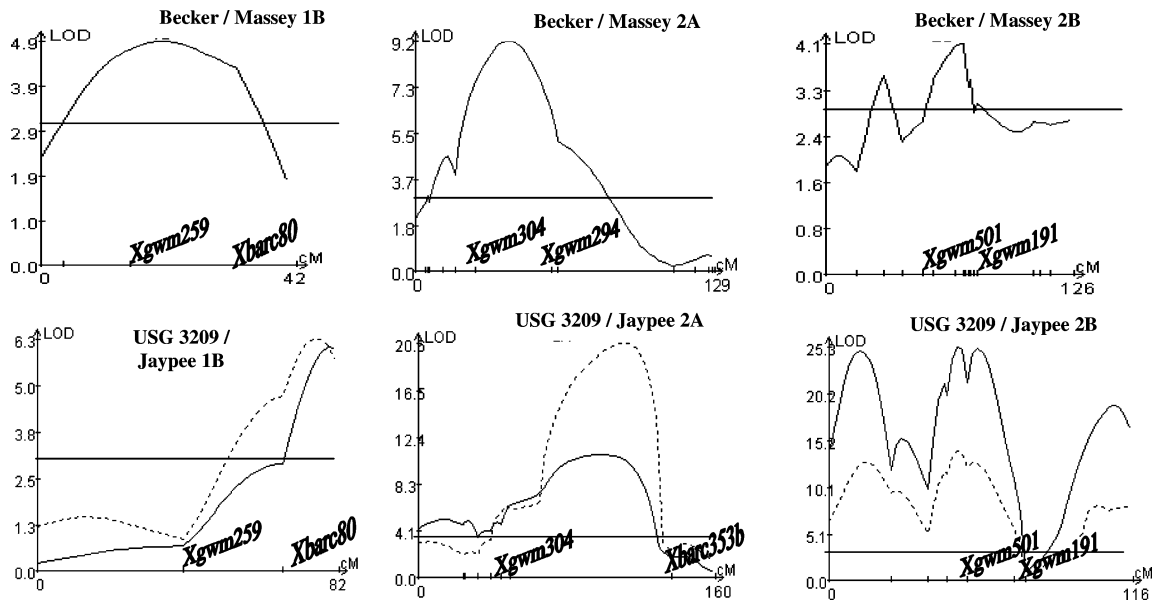 Becker / Massey 1B
LOD
4.9
3.9
2.9
1.9
1.0
0.0
Xgwm259
Xbarc80
0
42
cM
Becker / Massey 2A
LOD
9.2
7.3
5.5
3.7
1.8
0.0
Xgwm304
Xgwm294
0
129
cM
Becker / Massey 2B
LOD
4.1
3.3
2.4
1.6
0.8
0.0
Xgwm501
Xgwm191
0
126
cM
USG 3209 /
Jaypee 1B
LOD
6.3
5.0
3.8
2.5
1.3
0.0
Xgwm259
Xbarc80
0
82
cM
USG 3209 / Jaypee 2A
LOD
16.5
12.4
8.3
4.1
0.0
Xgwm304
Xbarc353b
0
160
cM
USG 3209 / Jaypee 2B
LOD
25.3
20.2
15.2
10.1
5.1
0.0
Xgwm501
Xgwm191
0
116
cM